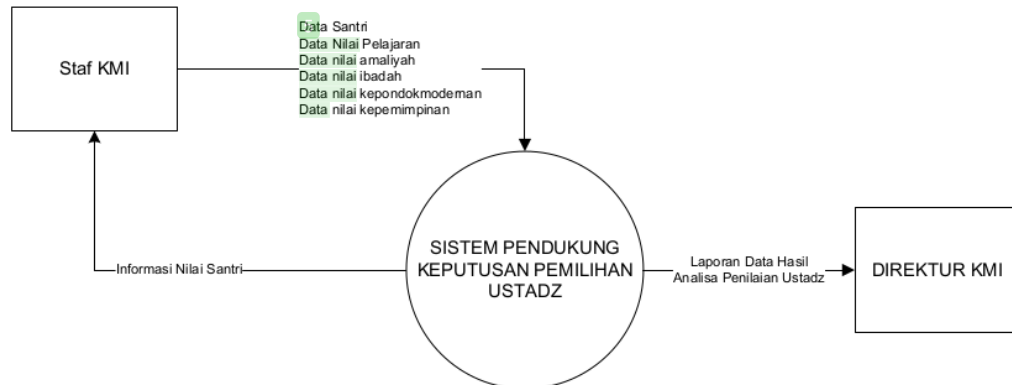 Staf KMI
Data Santri
Data Nilai Pelajaran
Data nilai amaliyah
Data nilai ibadah
Data nilai kepondokmodernan
Data nilai kepemimpinan
SISTEM PENDUKUNG
KEPUTUSAN PEMILIHAN
USTADZ
Informasi Nilai Santri
Laporan Data Hasil
Analisa Penilaian Ustadz
DIREKTUR KMI